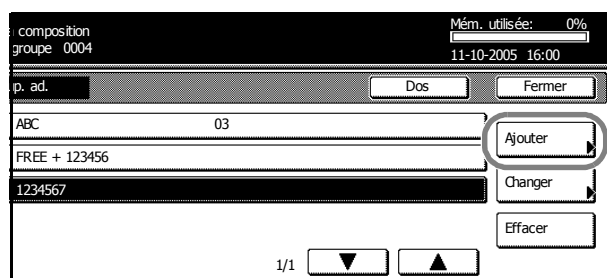 composition Mém. utilisée: 0%
groupe 0004 11-10-2005 16:00
p. ad. Dos Fermer
ABC 03 Ajouter
FREE + 123456
1234567 Changer
Effacer
1/1